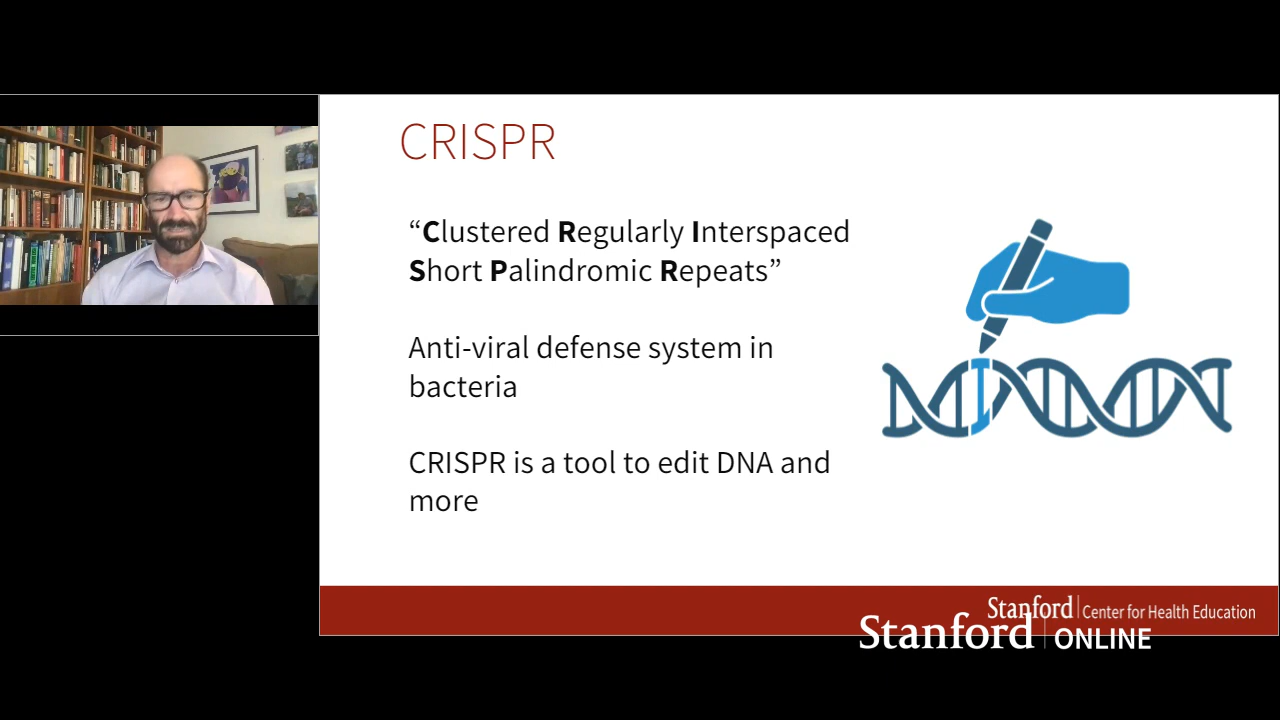 CRISPR
“Clustered Regularly Interspaced
Short Palindromic Repeats”
Anti-viral defense system in
bacteria
CRISPR is a tool to edit DNA and
more
Stanford | Center for Health Education
Stanford | ONLINE